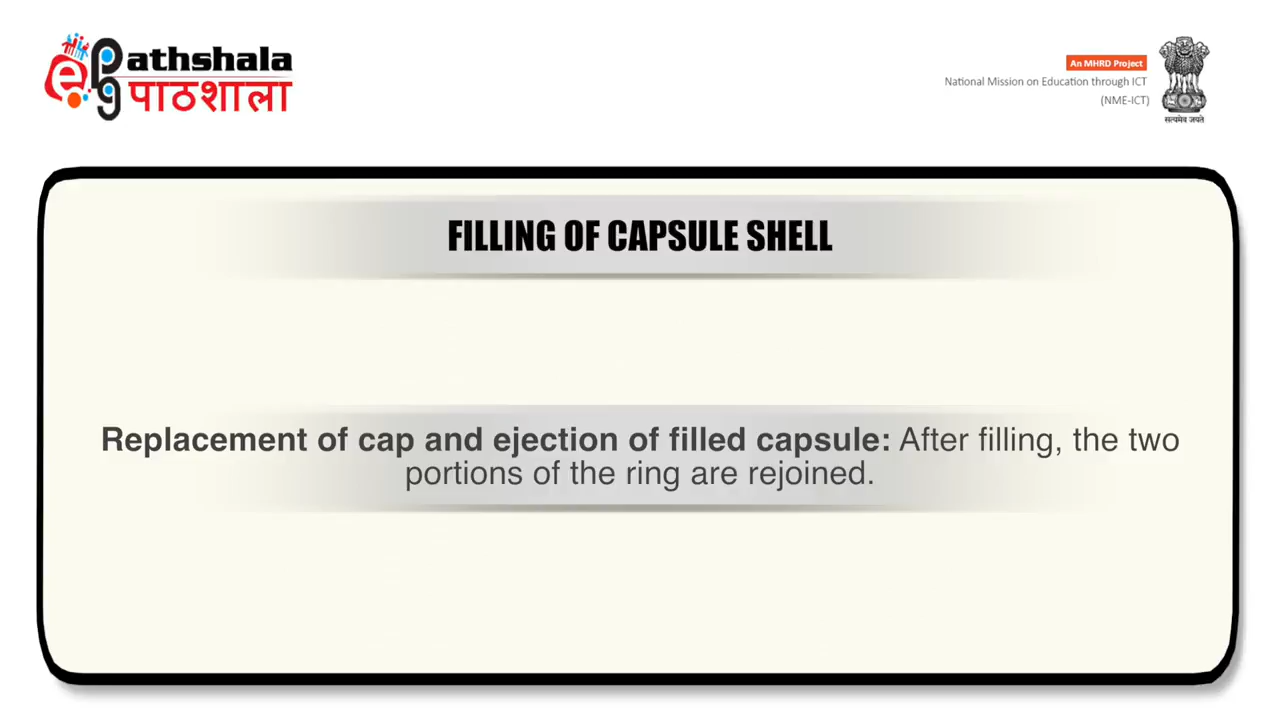 ePG Pathshala
पाठशाला
An MHRD Project
National Mission on Education through ICT
(NME-ICT)
सत्यमेव जयते
FILLING OF CAPSULE SHELL
Replacement of cap and ejection of filled capsule: After filling, the two
portions of the ring are rejoined.